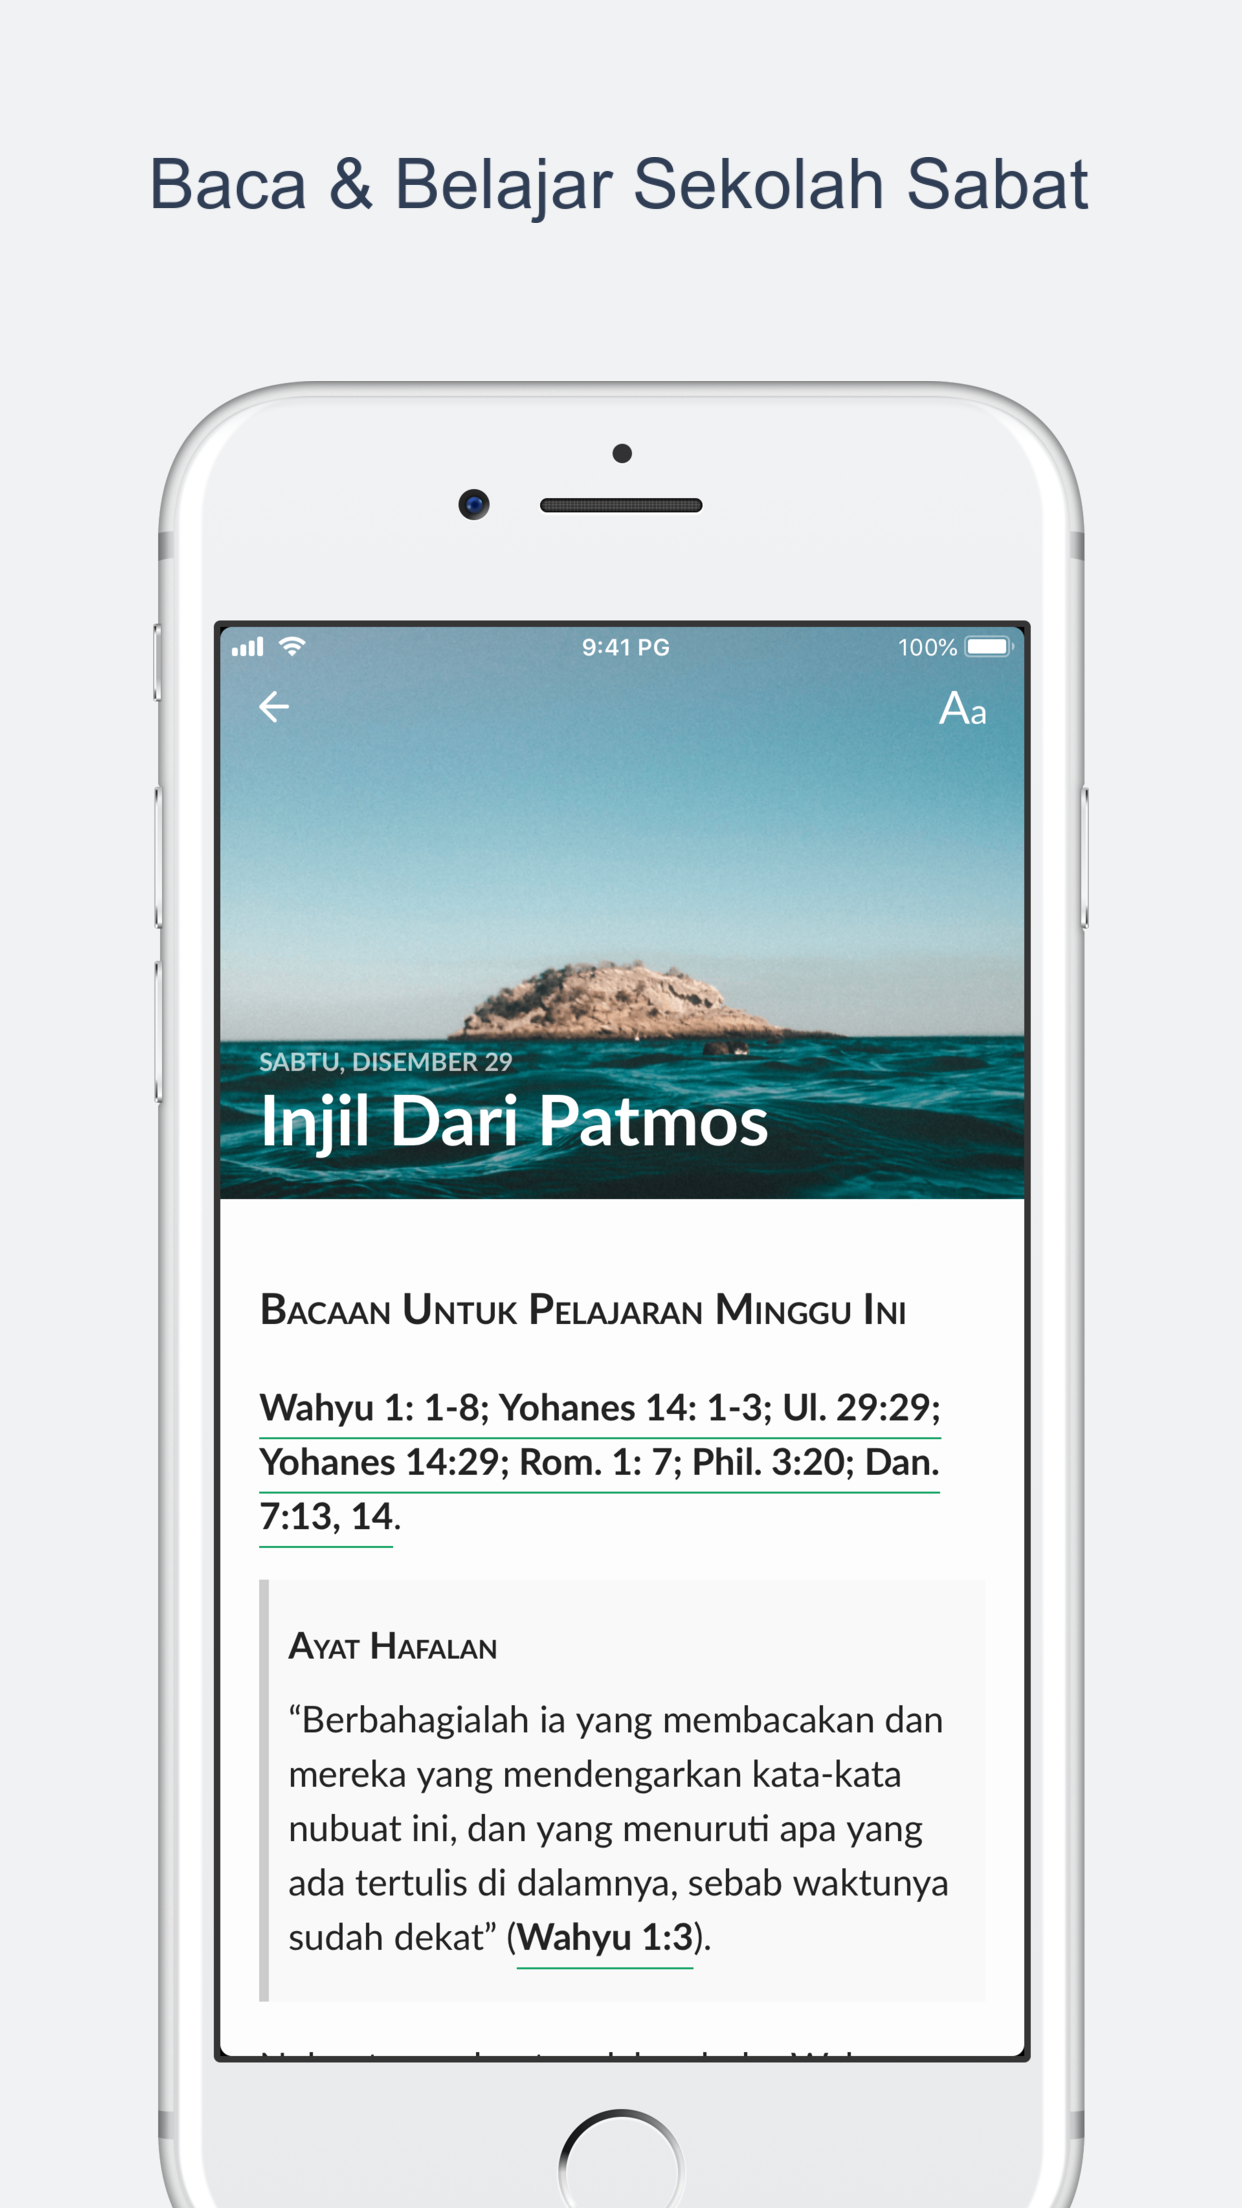 Baca & Belajar Sekolah Sabat
9:41 PG
100%
Aa
SABTU, DISEMBER 29
Injil Dari Patmos
Bacaan Untuk Pelajaran Minggu Ini
Wahyu 1: 1-8; Yohanes 14: 1-3; Ul. 29:29;
Yohanes 14:29; Rom. 1: 7; Phil. 3:20; Dan.
7:13, 14.
Ayat Hafalan
“Berbahagialah ia yang membacakan dan
mereka yang mendengarkan kata-kata
nubuat ini, dan yang menuruti apa yang
ada tertulis di dalamnya, sebab waktunya
sudah dekat” (Wahyu 1:3).